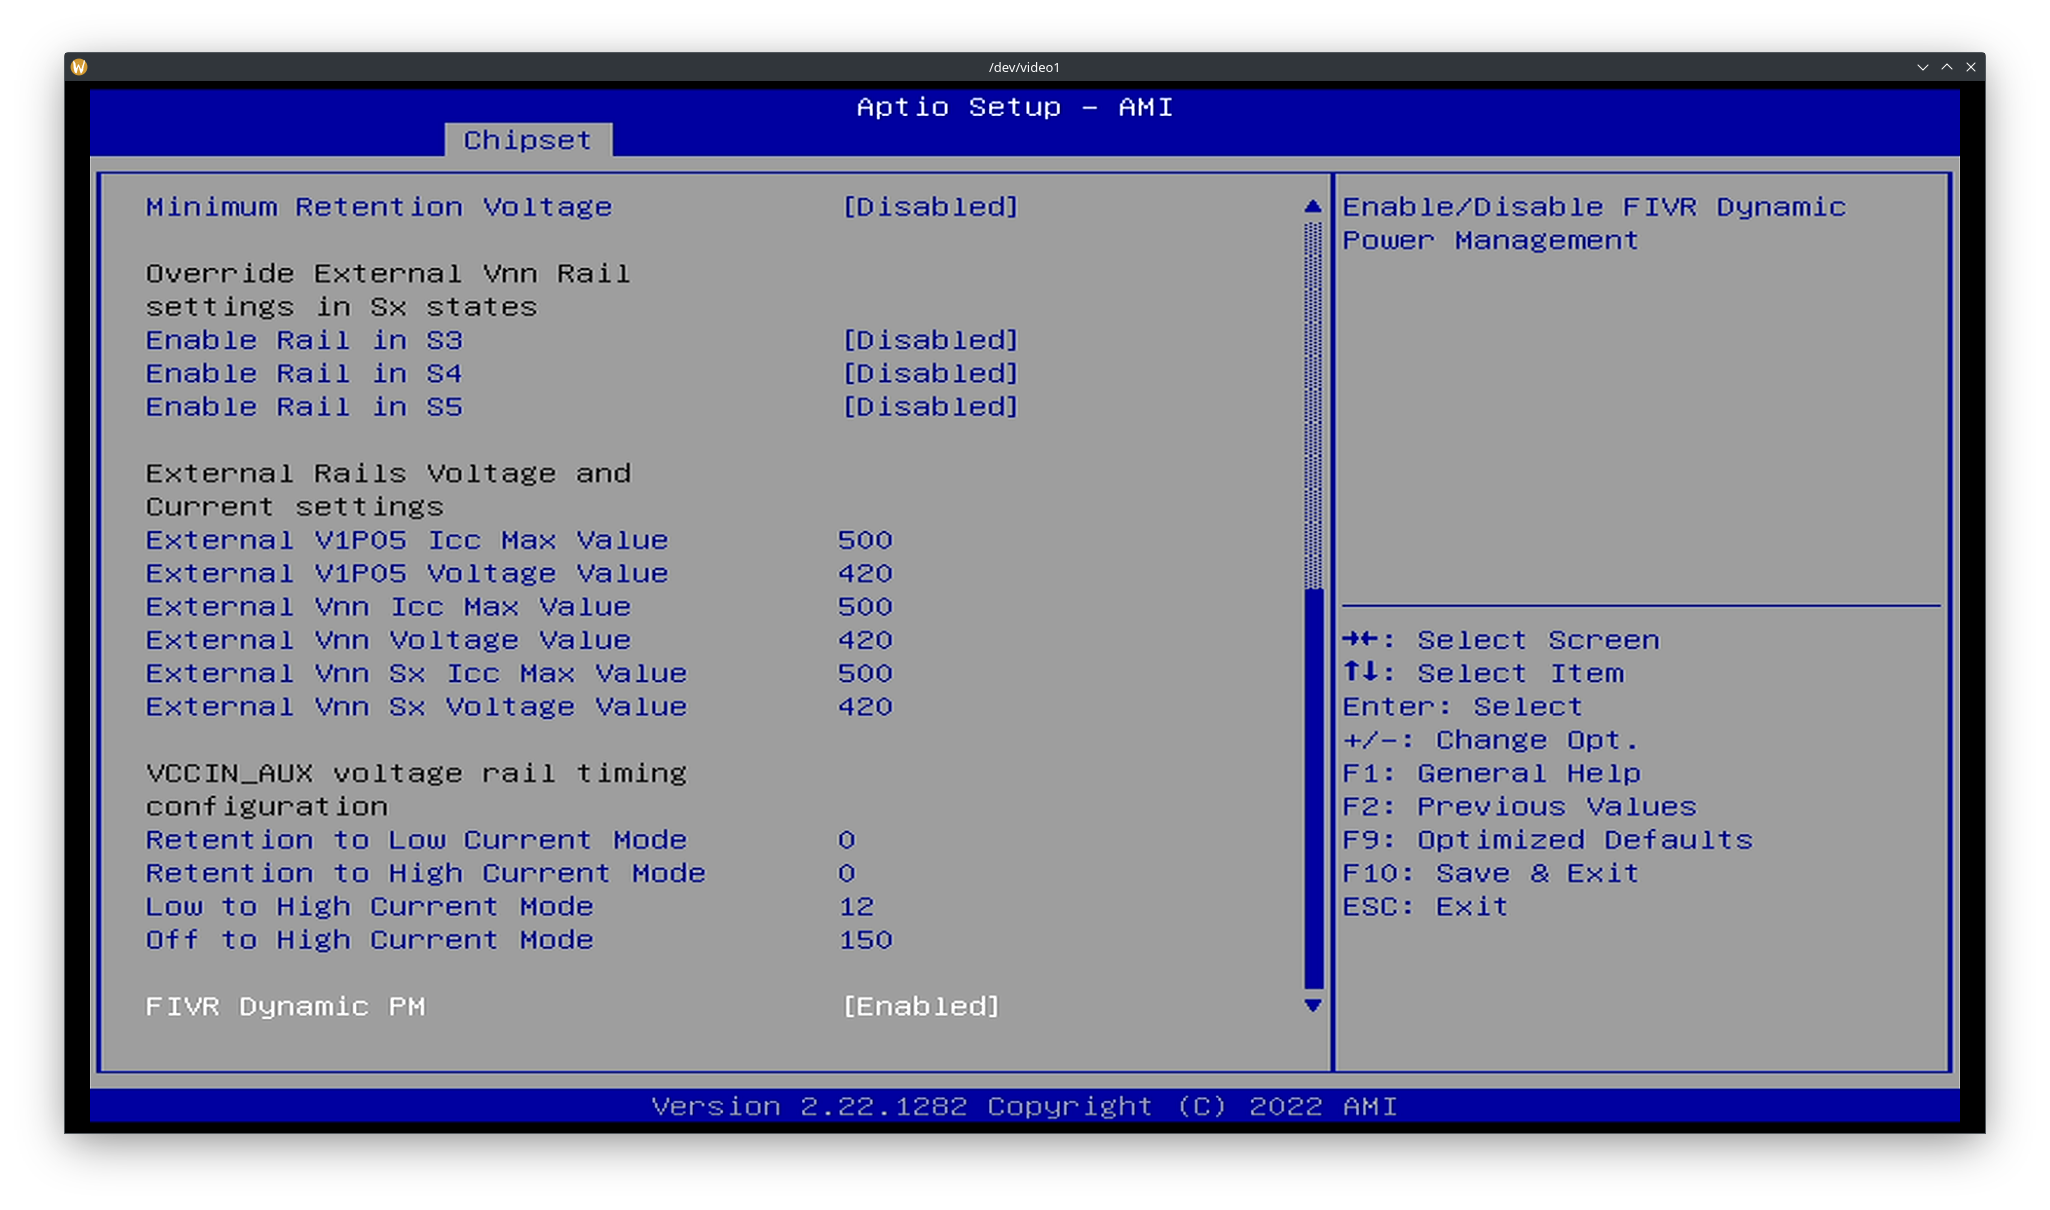 /dev/video1
Aptio Setup - AMI
Chipset
Minimum Retention Voltage [Disabled]
Override External Vnn Rail
settings in Sx states
Enable Rail in S3 [Disabled]
Enable Rail in S4 [Disabled]
Enable Rail in S5 [Disabled]
External Rails Voltage and
Current settings
External V1P05 Icc Max Value 500
External V1P05 Voltage Value 420
External Vnn Icc Max Value 500
External Vnn Voltage Value 420
External Vnn Sx Icc Max Value 500
External Vnn Sx Voltage Value 420
VCCIN_AUX voltage rail timing
configuration
Retention to Low Current Mode 0
Retention to High Current Mode 0
Low to High Current Mode 12
Off to High Current Mode 150
FIVR Dynamic PM [Enabled]
Enable/Disable FIVR Dynamic
Power Management
→←: Select Screen
↑↓: Select Item
Enter: Select
+/-: Change Opt.
F1: General Help
F2: Previous Values
F9: Optimized Defaults
F10: Save & Exit
ESC: Exit
Version 2.22.1282 Copyright (C) 2022 AMI